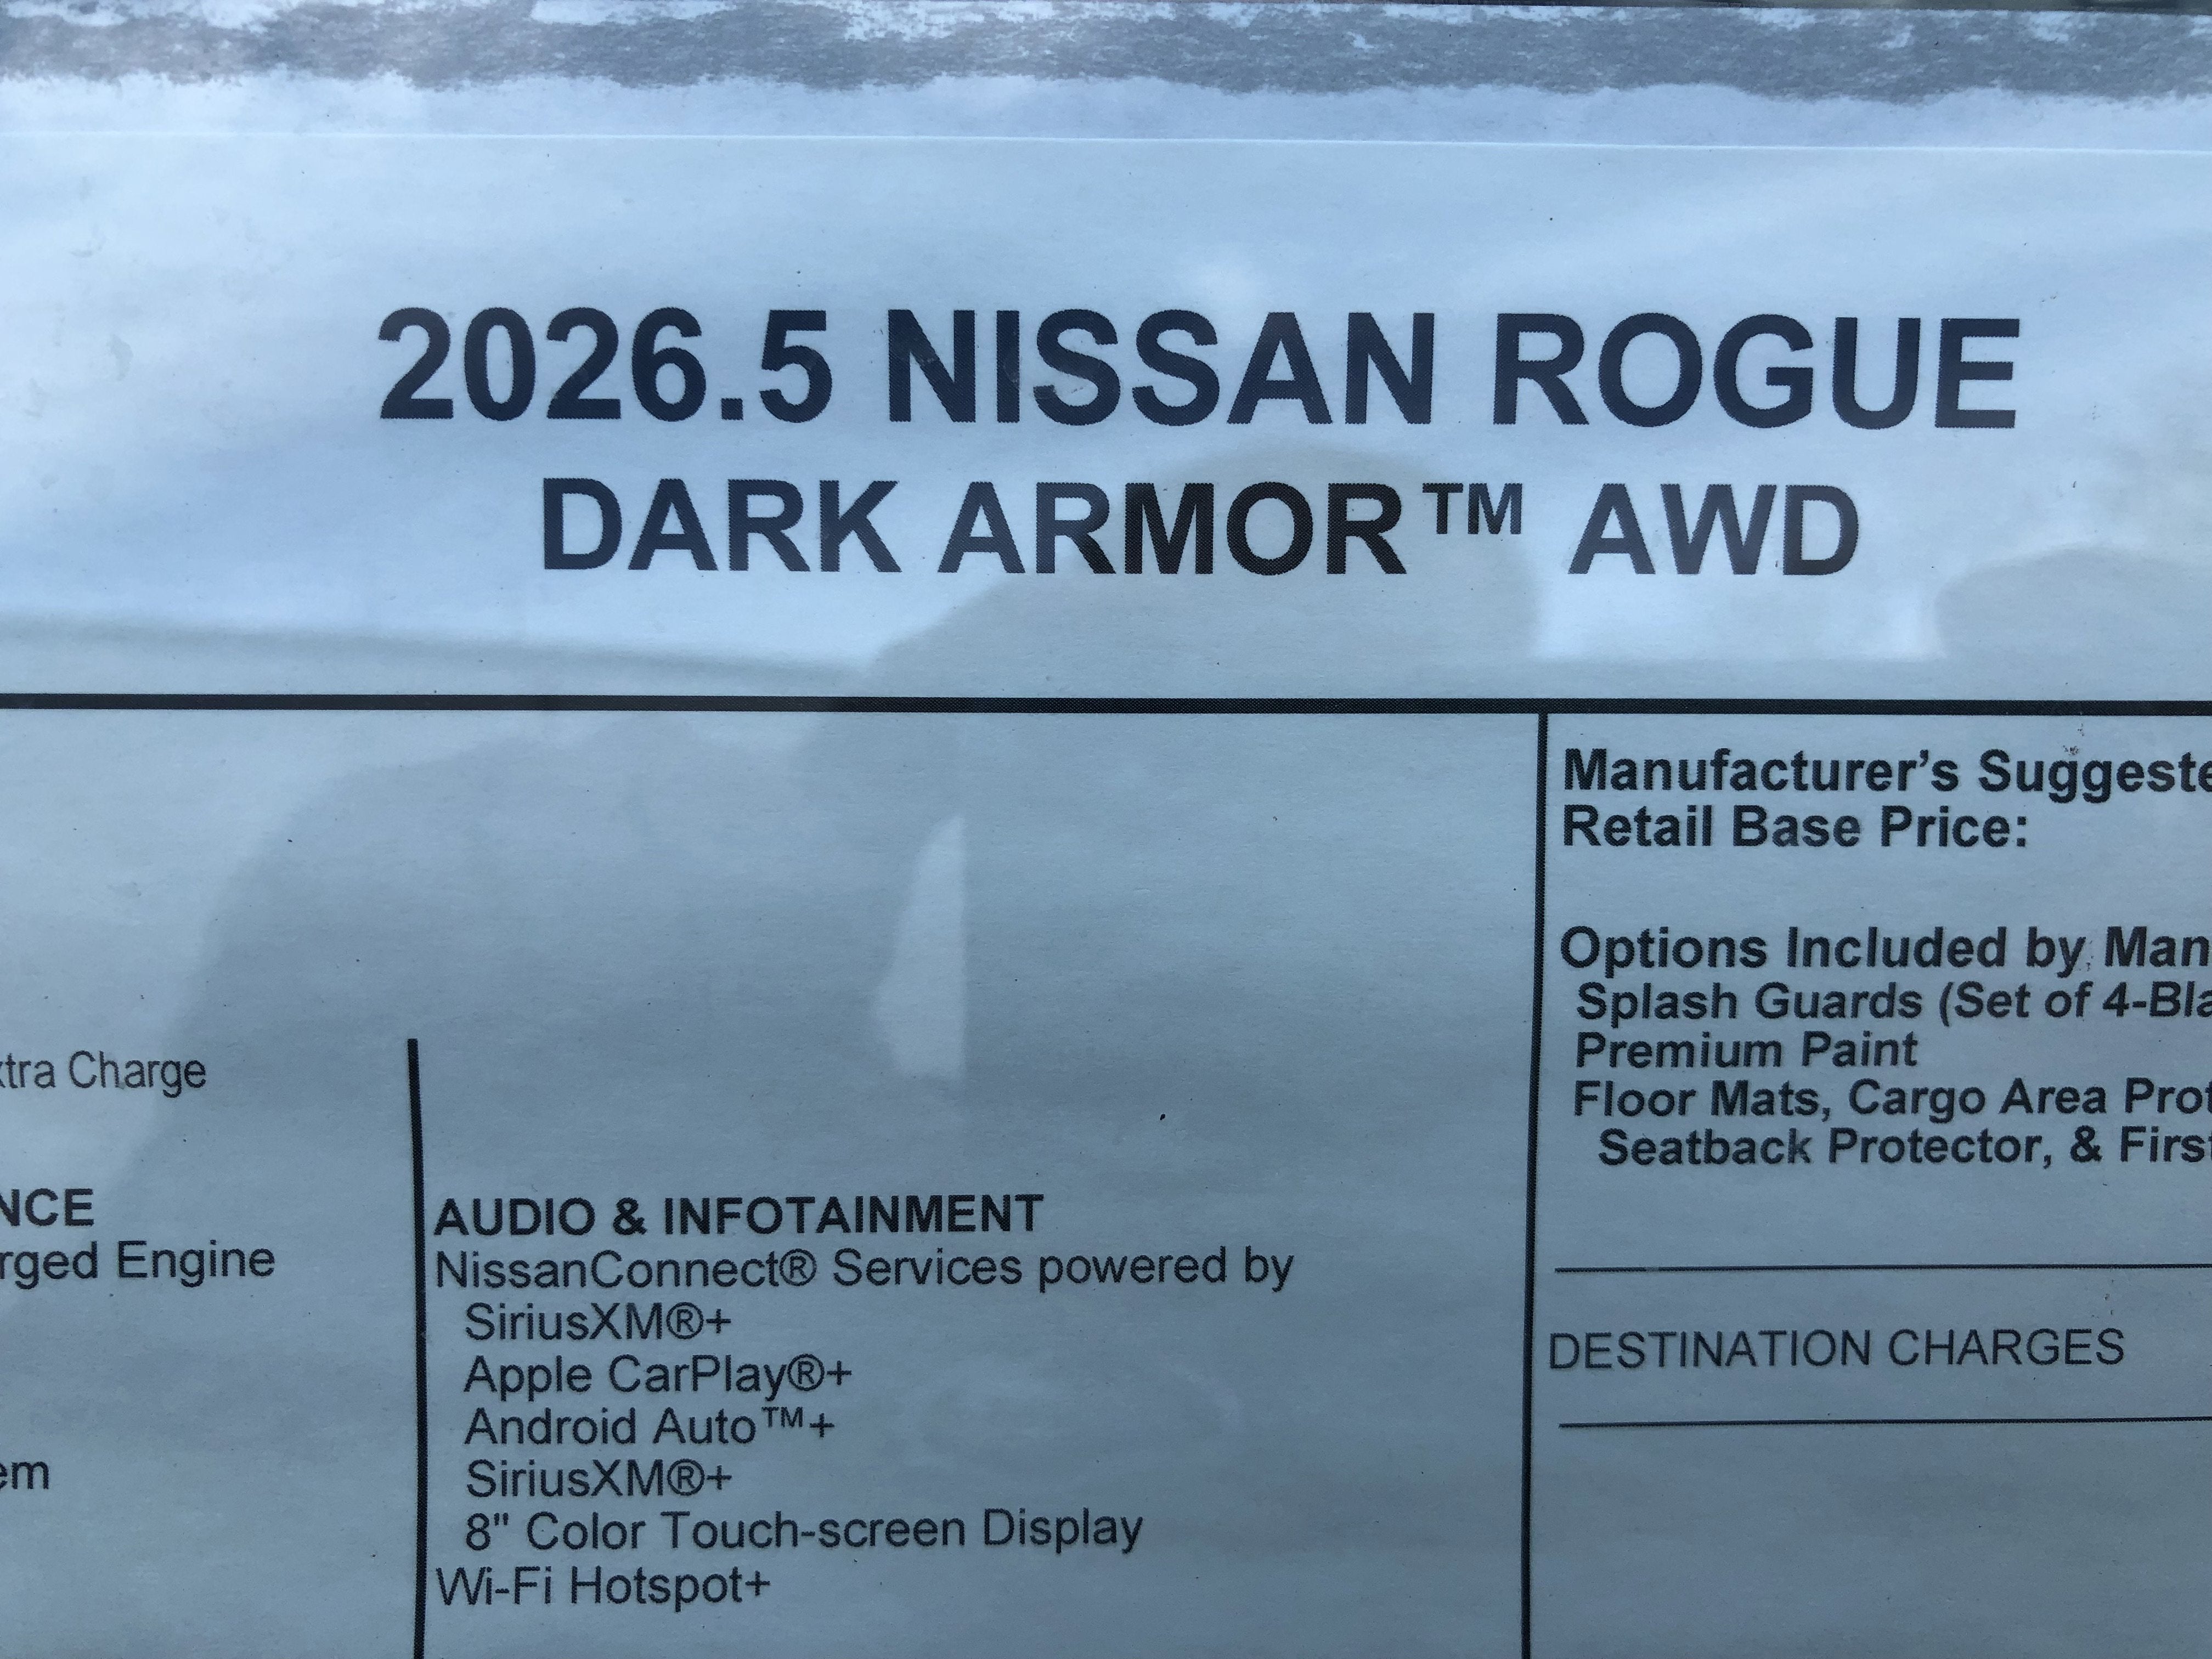 2026.5 NISSAN ROGUE
DARK ARMOR™ AWD
Charge
Engine
AUDIO & INFOTAINMENT
NissanConnect® Services powered by
SiriusXM®+
Apple CarPlay®+
Android Auto™+
SiriusXM®+
8" Color Touch-screen Display
Wi-Fi Hotspot+
Manufacturer's
Retail Base Price:
Options Included by
Splash Guards (Set of
Premium Paint
Floor Mats, Cargo Area
Seatback Protector, &
DESTINATION CHARGES